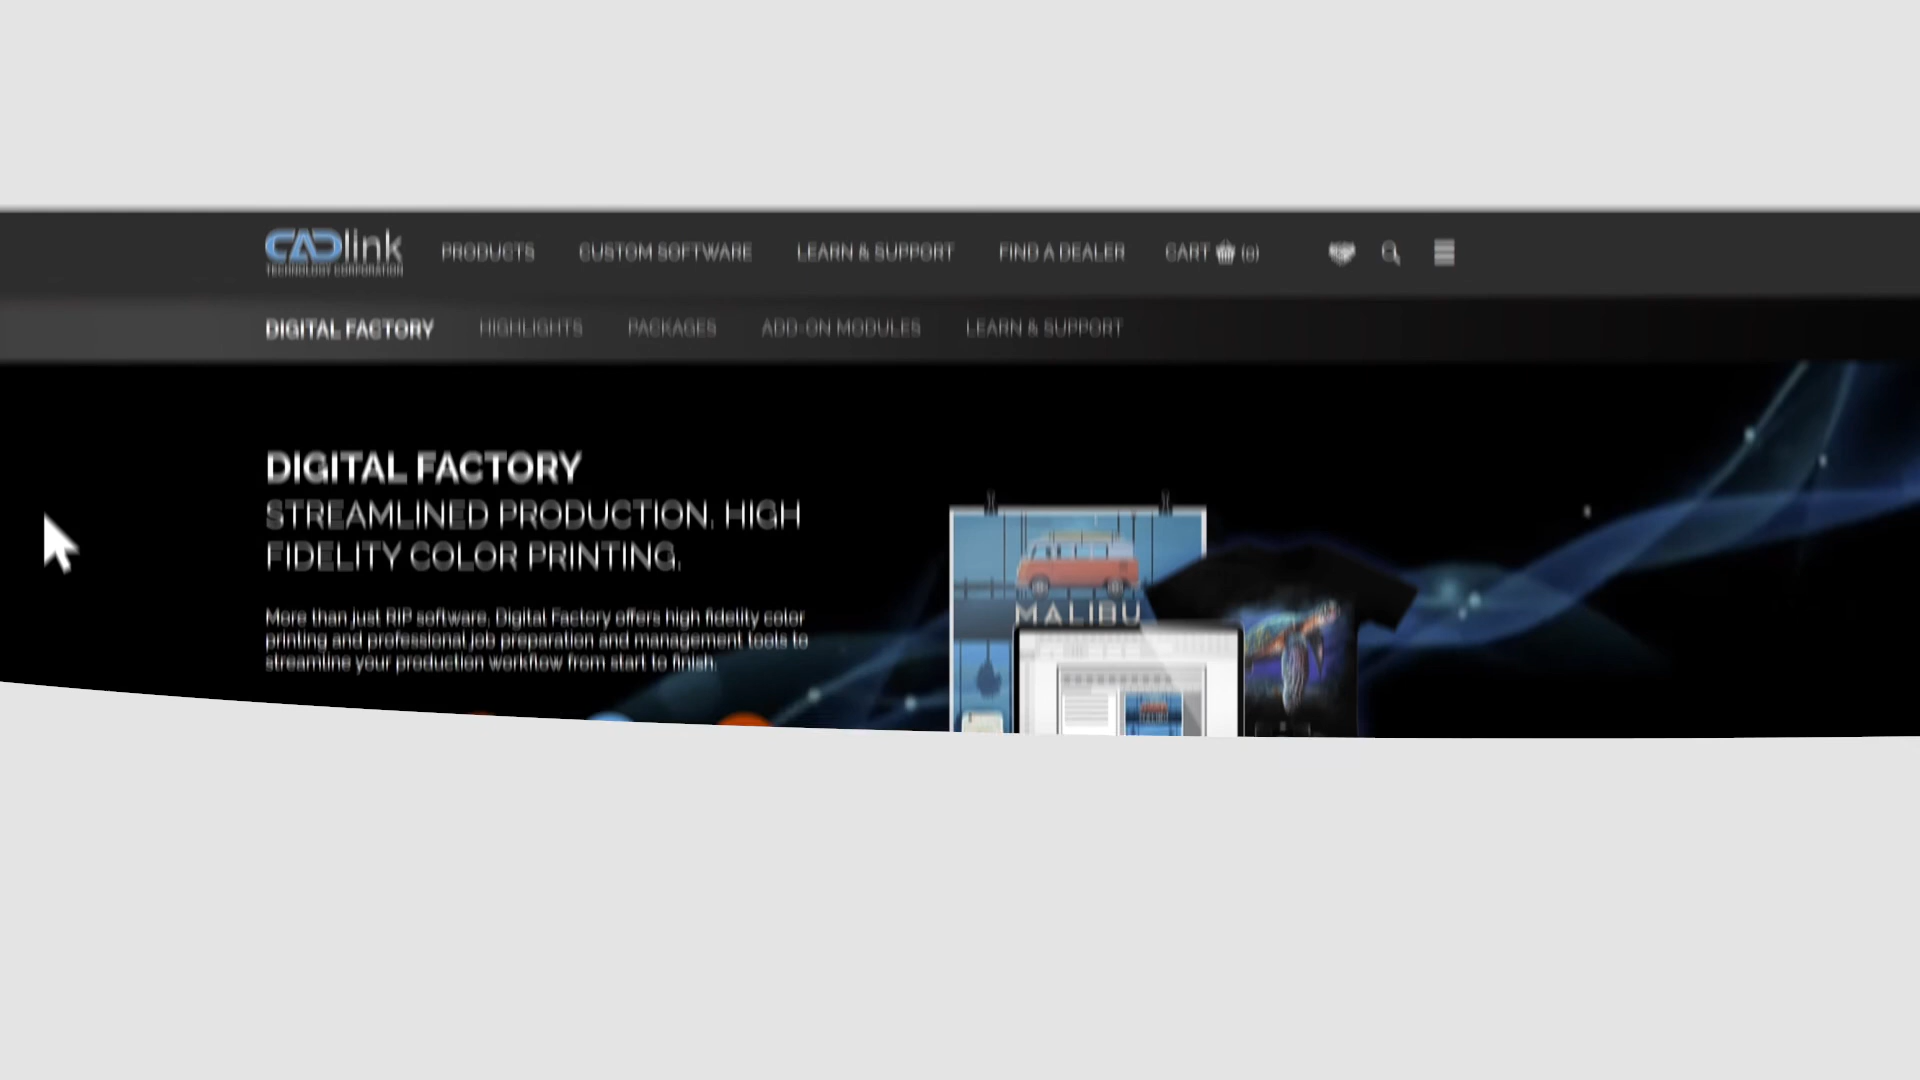 CADlink
TECHNOLOGY CORPORATION
PRODUCTS
CUSTOM SOFTWARE
LEARN & SUPPORT
FIND A DEALER
CART (0)
DIGITAL FACTORY
HIGHLIGHTS
PACKAGES
ADD-ON MODULES
LEARN & SUPPORT
DIGITAL FACTORY
STREAMLINED PRODUCTION. HIGH
FIDELITY COLOR PRINTING.
More than just RIP software, Digital Factory offers high fidelity color
printing and professional job preparation and management tools to
streamline your production workflow from start to finish.
MALIBU
MALIBU